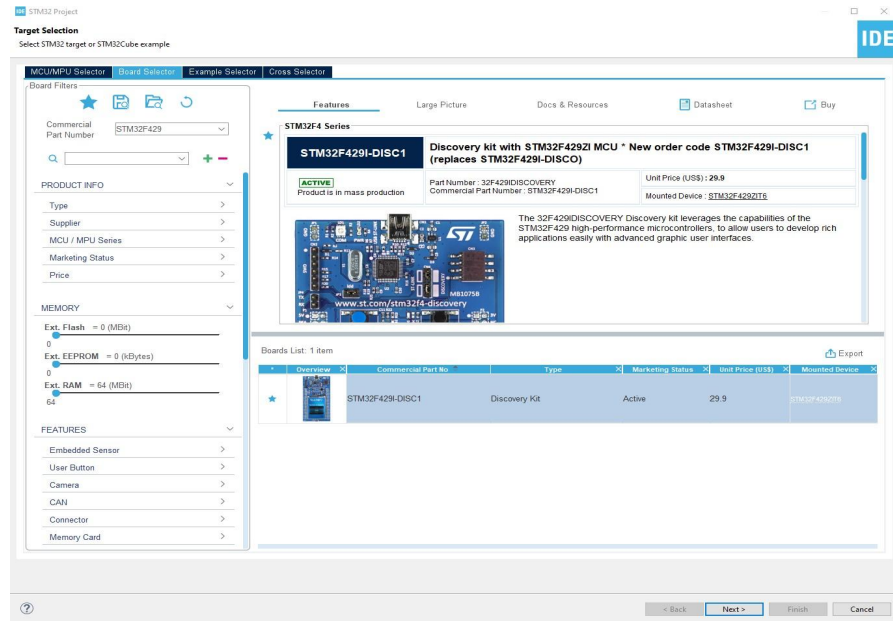 IDE STM32 Project
Target Selection
Select STM32 target or STM32Cube example
IDE
MCU/MPU Selector Board Selector Example Selector Cross Selector
Board Filters
Commercial
Part Number
STM32F429
PRODUCT INFO
Type
Supplier
MCU / MPU Series
Marketing Status
Price
MEMORY
Ext. Flash = 0 (MBit)
0
Ext. EEPROM = 0 (kBytes)
0
Ext. RAM = 64 (MBit)
64
FEATURES
Embedded Sensor
User Button
Camera
CAN
Connector
Memory Card
Features Large Picture Docs & Resources Datasheet Buy
STM32F4 Series
STM32F429I-DISC1
Discovery kit with STM32F429ZI MCU * New order code STM32F429I-DISC1
(replaces STM32F429I-DISCO)
ACTIVE
Product is in mass production
Part Number : 32F429IDISCOVERY
Commercial Part Number : STM32F429I-DISC1
Unit Price (US$) : 29.9
Mounted Device : STM32F429ZIT6
The 32F429IDISCOVERY Discovery kit leverages the capabilities of the
STM32F429 high-performance microcontrollers, to allow users to develop rich
applications easily with advanced graphic user interfaces.
MB1075B
www.st.com/stm32f4-discovery
Boards List: 1 item
Export
* Overview Commercial Part No Type Marketing Status Unit Price (US$) Mounted Device
STM32F429I-DISC1 Discovery Kit Active 29.9 STM32F429ZIT6
< Back Next > Finish Cancel